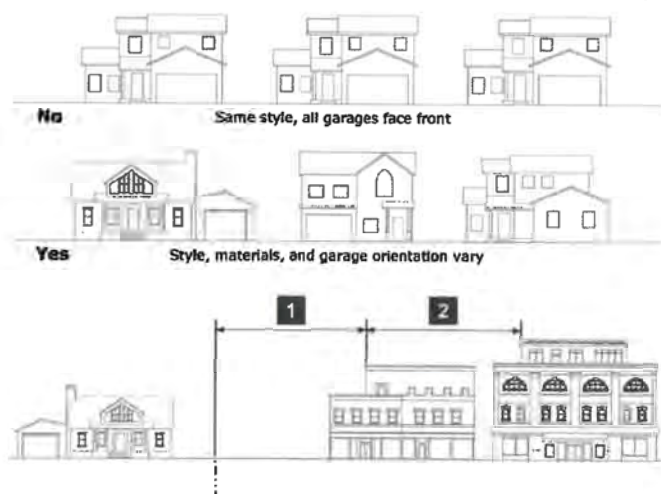 No Same style, all garages face front
Yes Style, materials, and garage orientation vary
1 2